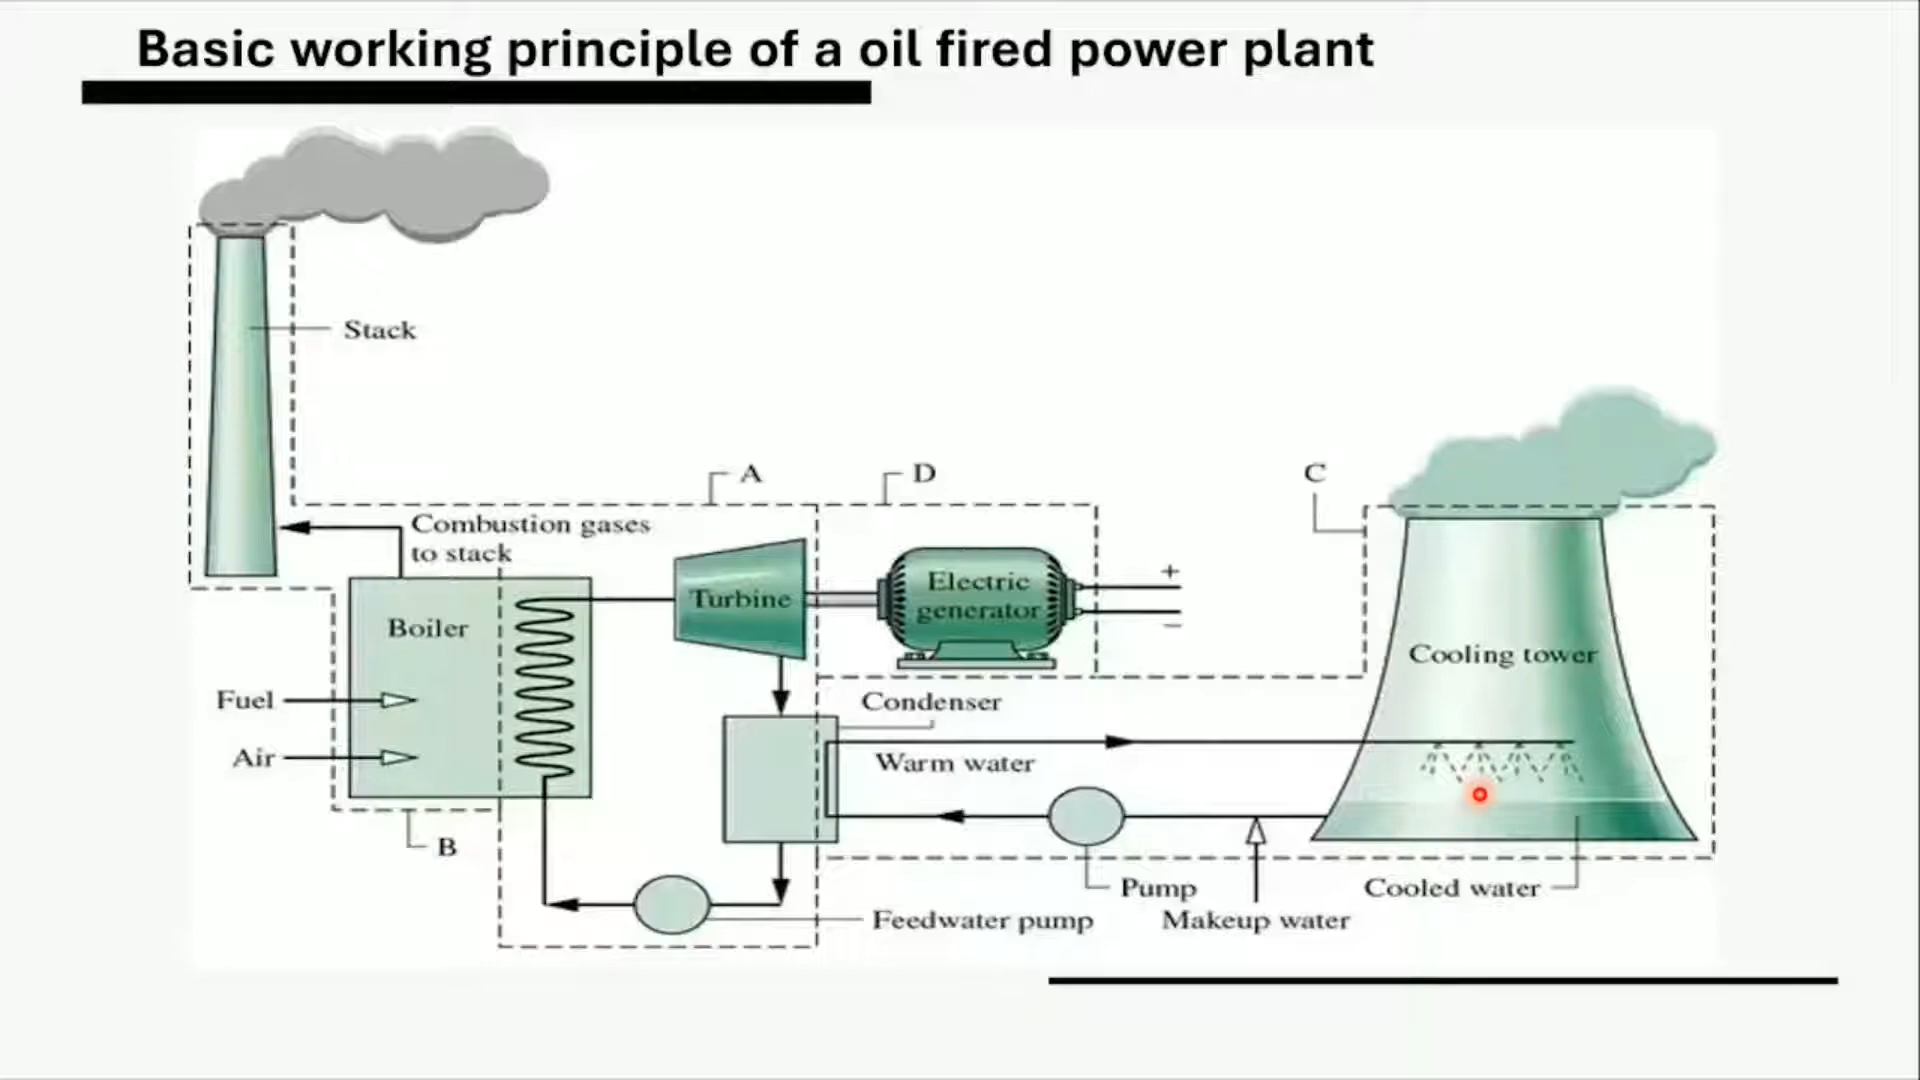 Basic working principle of a oil fired power plant
Stack
A
D
C
Combustion gases
to stack
Electric
generator
+
−
Turbine
Boiler
Cooling tower
Fuel
Condenser
Air
Warm water
B
Pump
Cooled water
Feedwater pump
Makeup water